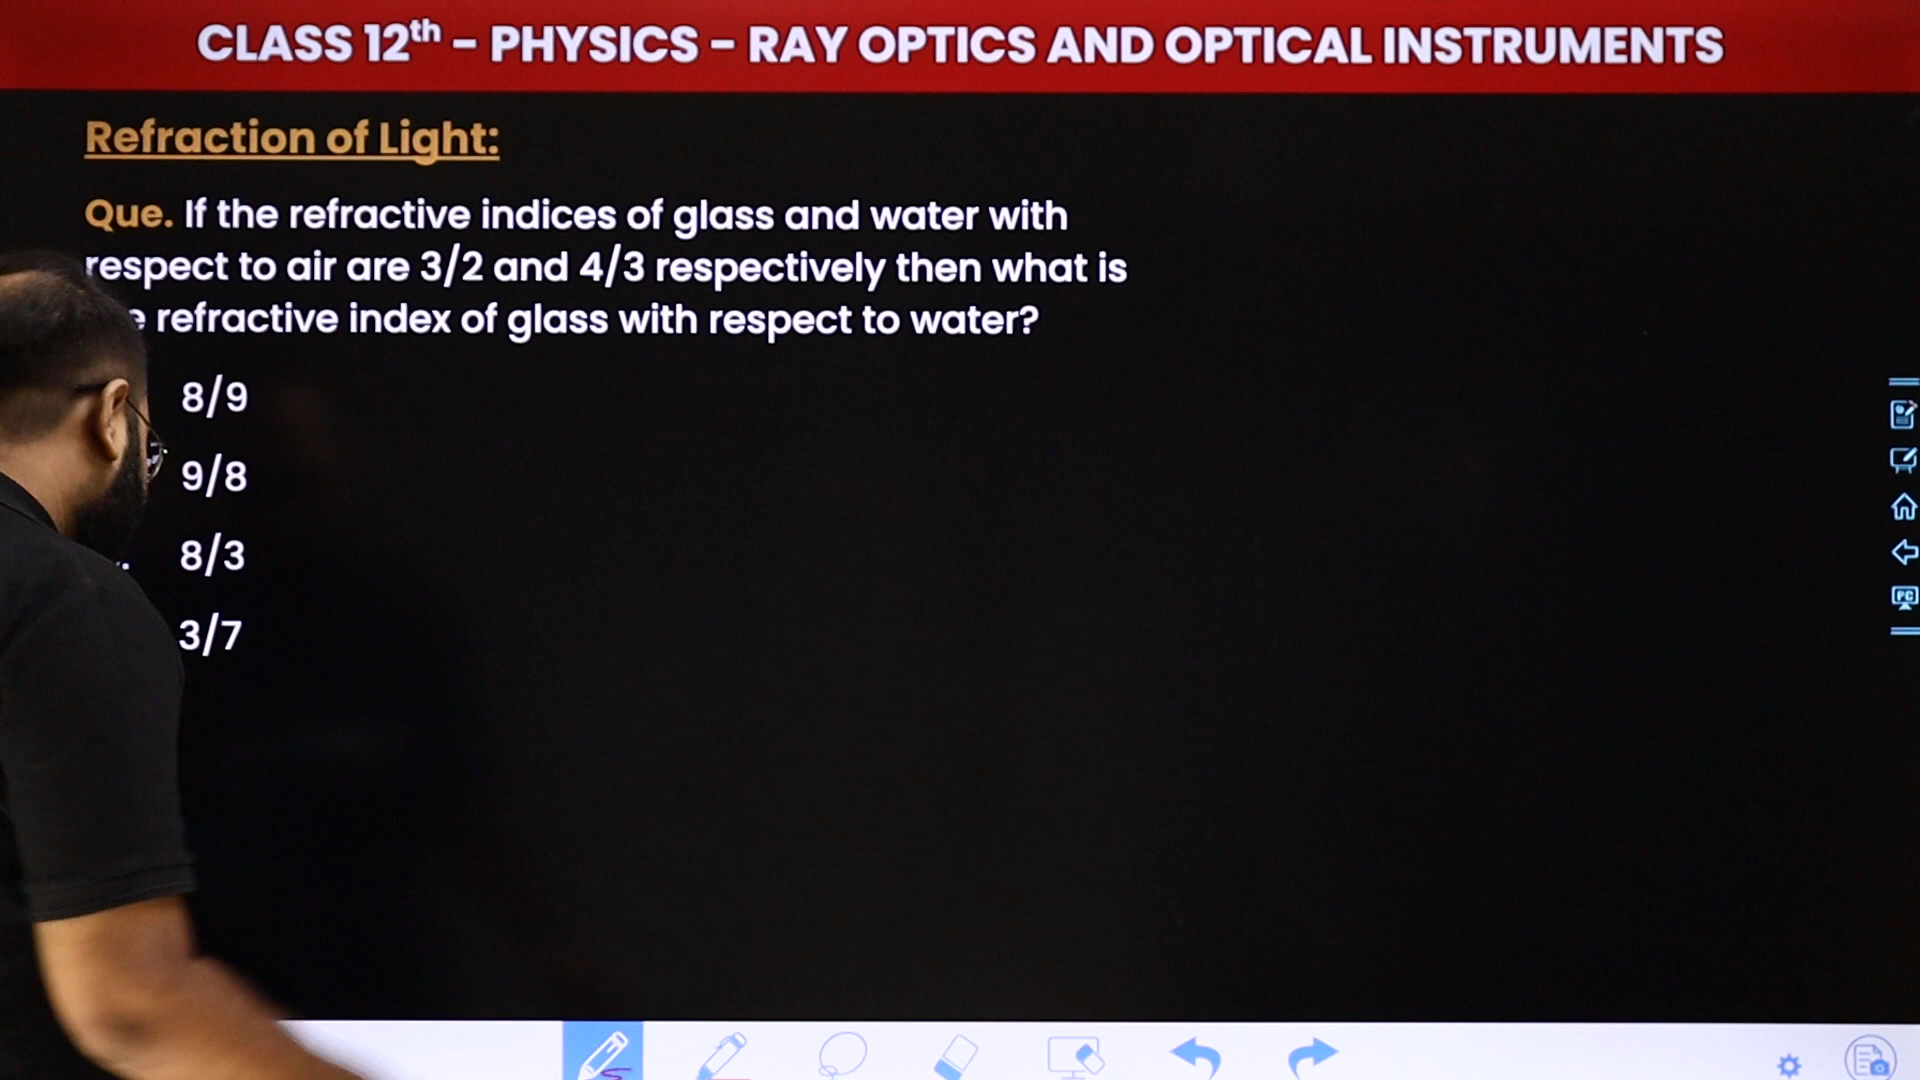 CLASS 12th - PHYSICS - RAY OPTICS AND OPTICAL INSTRUMENTS
Refraction of Light:
Que. If the refractive indices of glass and water with
respect to air are 3/2 and 4/3 respectively then what is
refractive index of glass with respect to water?
8/9
9/8
8/3
3/7
PC